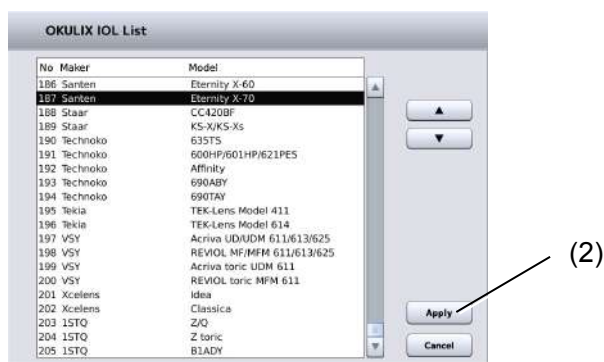 OKULIX IOL List
No Maker Model
186 Santen Eternity X-60
187 Santen Eternity X-70
188 Staar CC420BF
189 Staar KS-X/KS-Xs
190 Technoko 635TS
191 Technoko 600HP/601HP/621PES
192 Technoko Affinity
193 Technoko 690ABY
194 Technoko 690TAY
195 Tekia TEK-Lens Model 411
196 Tekia TEK-Lens Model 614
197 VSY Acriva UD/UDM 611/613/625
198 VSY REVIOL MF/MFM 611/613/625
199 VSY Acriva toric UDM 611
200 VSY REVIOL toric MFM 611
201 Xcelens Idea
202 Xcelens Classica
203 1STQ Z/Q
204 1STQ Z toric
205 1STQ B1ADY
(2)
Apply
Cancel